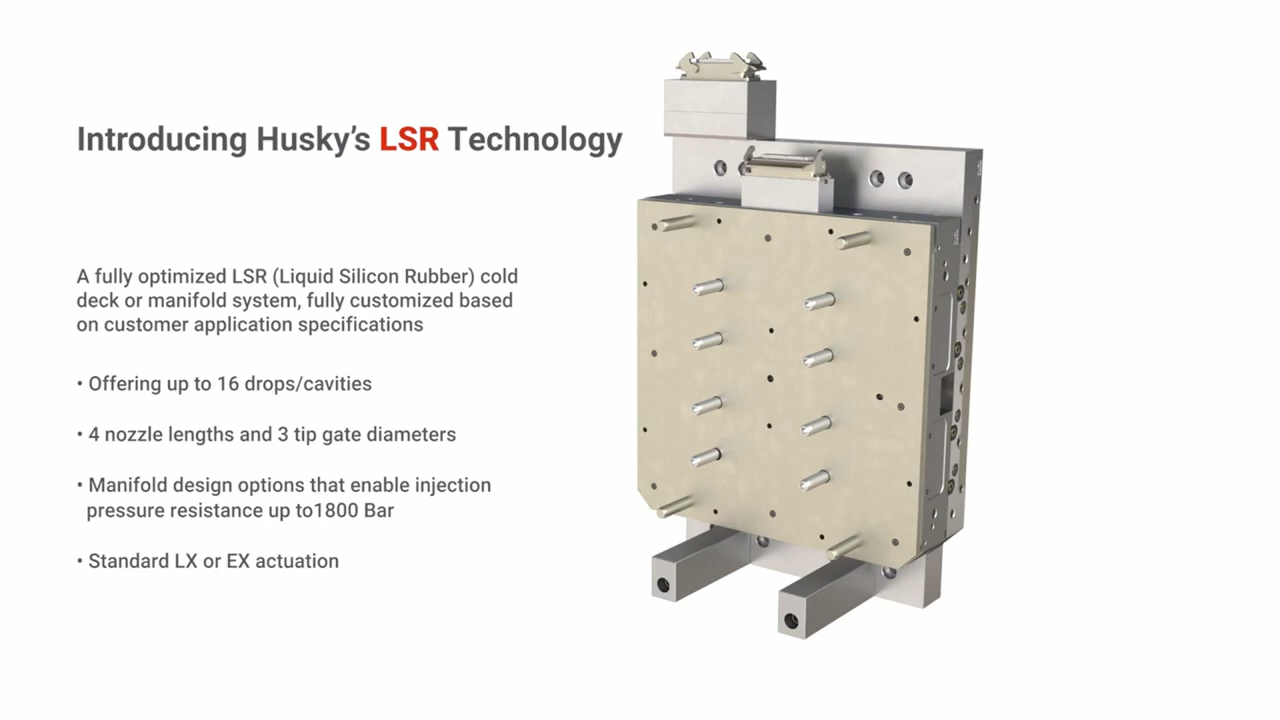 Introducing Husky's LSR Technology
A fully optimized LSR (Liquid Silicon Rubber) cold
deck or manifold system, fully customized based
on customer application specifications
• Offering up to 16 drops/cavities
• 4 nozzle lengths and 3 tip gate diameters
• Manifold design options that enable injection
pressure resistance up to1800 Bar
• Standard LX or EX actuation